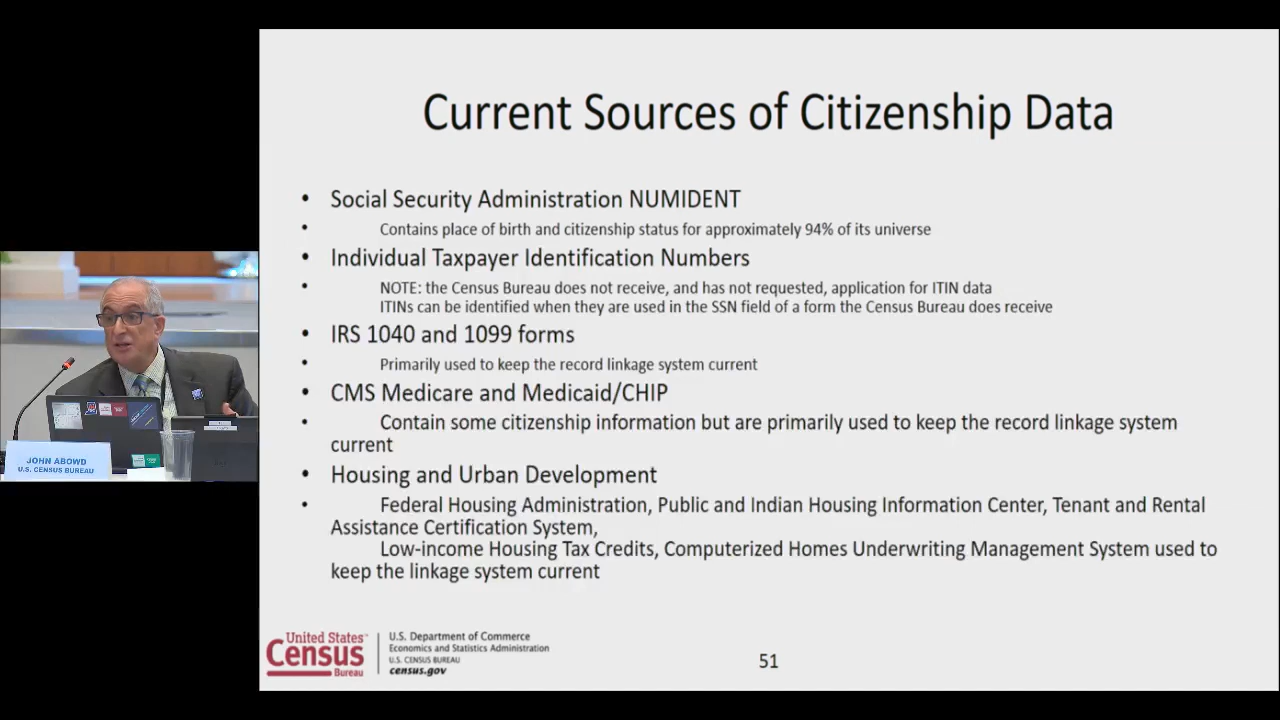 Current Sources of Citizenship Data
• Social Security Administration NUMIDENT
• Contains place of birth and citizenship status for approximately 94% of its universe
• Individual Taxpayer Identification Numbers
• NOTE: the Census Bureau does not receive, and has not requested, application for ITIN data
ITINs can be identified when they are used in the SSN field of a form the Census Bureau does receive
• IRS 1040 and 1099 forms
• Primarily used to keep the record linkage system current
• CMS Medicare and Medicaid/CHIP
• Contain some citizenship information but are primarily used to keep the record linkage system
current
• Housing and Urban Development
• Federal Housing Administration, Public and Indian Housing Information Center, Tenant and Rental
Assistance Certification System,
Low-income Housing Tax Credits, Computerized Homes Underwriting Management System used to
keep the linkage system current
JOHN ABOWD
U.S. CENSUS BUREAU
United States™
Census
Bureau
U.S. Department of Commerce
Economics and Statistics Administration
U.S. CENSUS BUREAU
census.gov
51